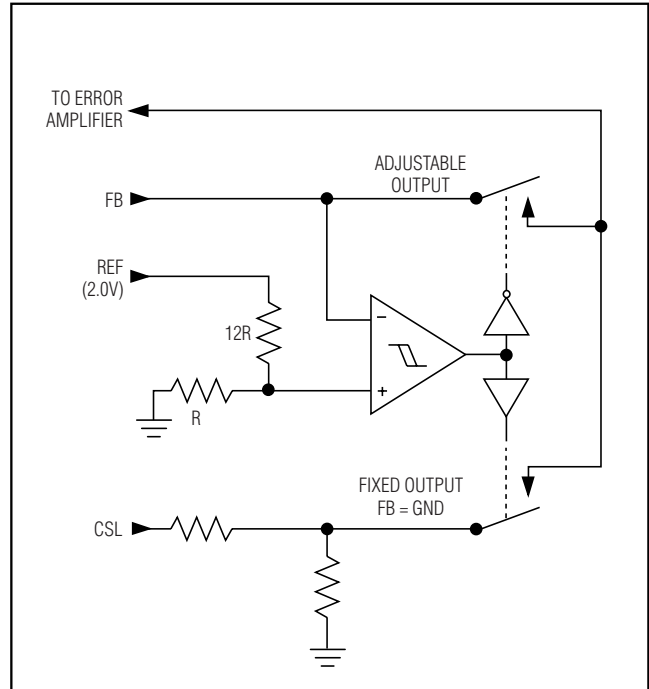 TO ERROR
AMPLIFIER
ADJUSTABLE
OUTPUT
FB
REF
(2.0V)
12R
−
+
R
FIXED OUTPUT
FB = GND
CSL